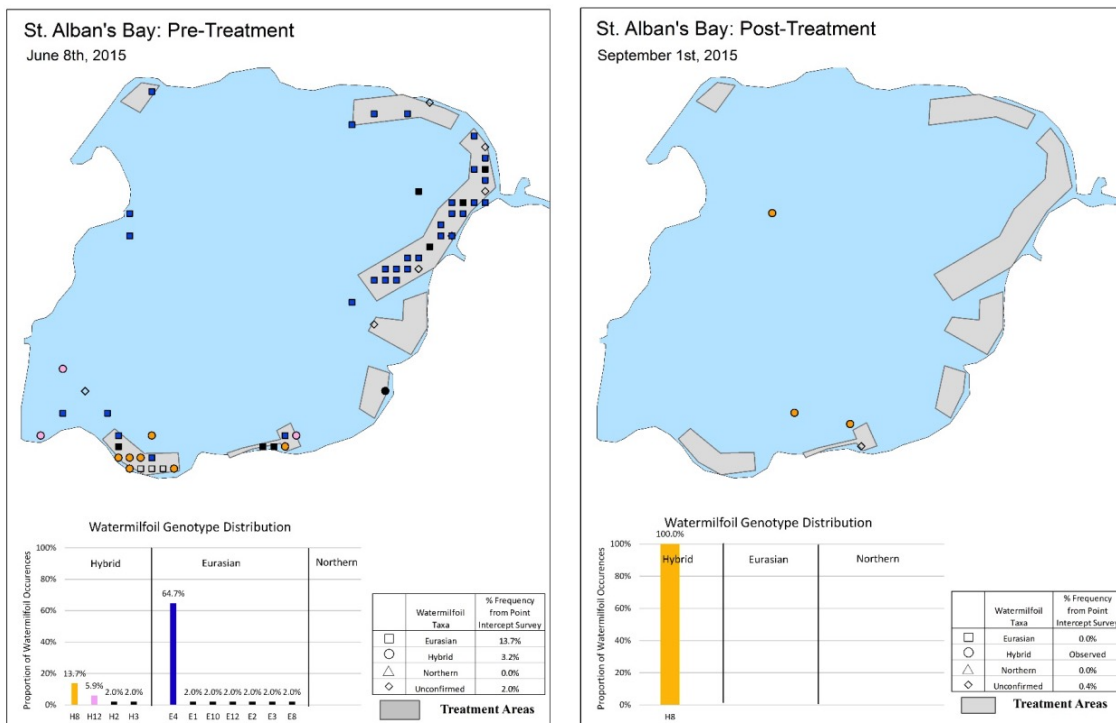 St. Alban's Bay: Pre-Treatment
June 8th, 2015
Watermilfoil Genotype Distribution
Proportion of Watermilfoil Occurences
100%
80%
60%
40%
20%
0%
Hybrid
Eurasian
Northern
13.7%
5.9%
2.0%
2.0%
64.7%
2.0%
2.0%
2.0%
2.0%
2.0%
2.0%
H8 H12 H2 H3 E4 E1 E10 E12 E2 E3 E8
Watermilfoil Taxa
% Frequency from Point Intercept Survey
Eurasian 13.7%
Hybrid 3.2%
Northern 0.0%
Unconfirmed 2.0%
Treatment Areas
St. Alban's Bay: Post-Treatment
September 1st, 2015
Watermilfoil Genotype Distribution
Proportion of Watermilfoil Occurences
100%
80%
60%
40%
20%
0%
100.0%
Hybrid
Eurasian
Northern
H8
Watermilfoil Taxa
% Frequency from Point Intercept Survey
Eurasian 0.0%
Hybrid Observed
Northern 0.0%
Unconfirmed 0.4%
Treatment Areas